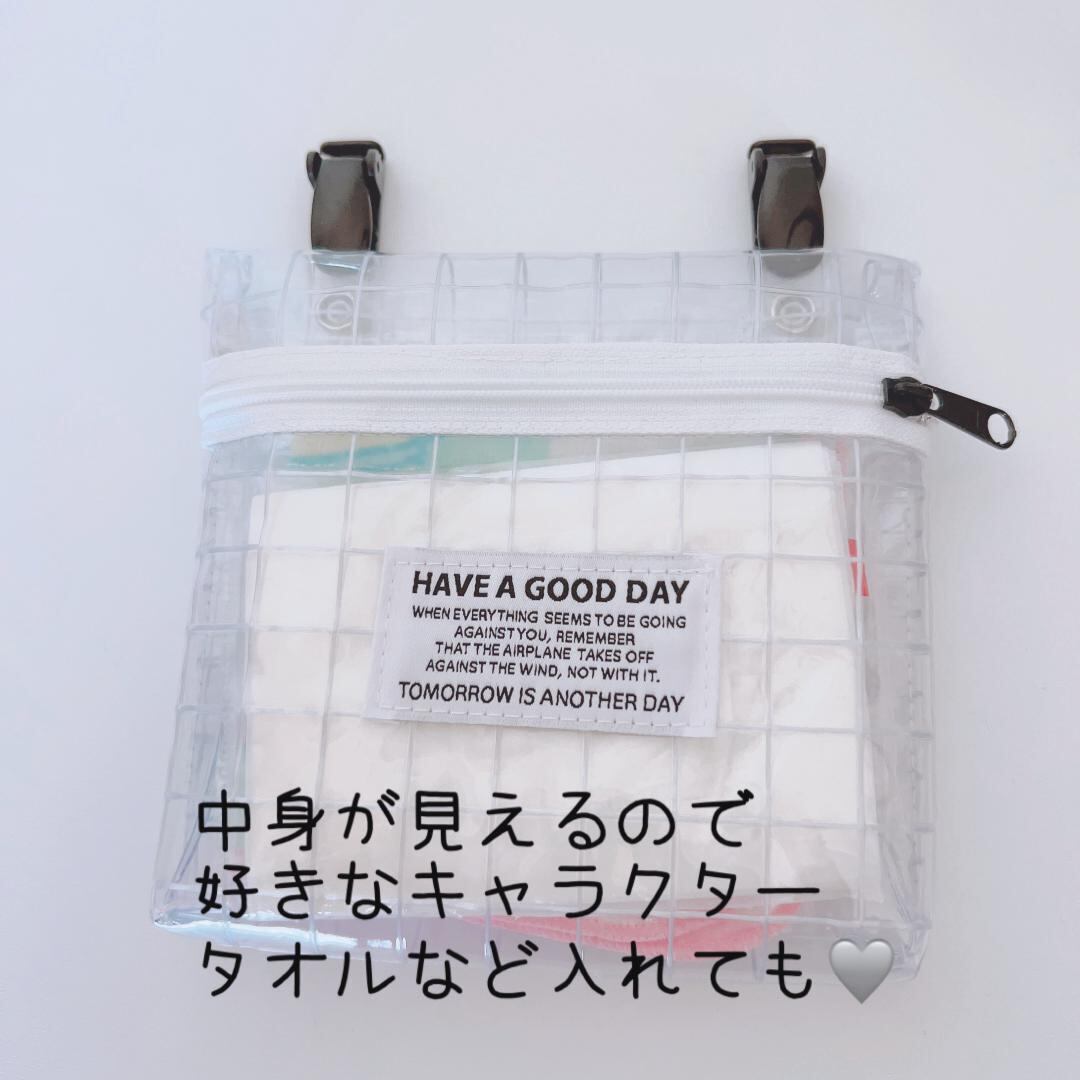 HAVE A GOOD DAY
WHEN EVERYTHING SEEMS TO BE GOING
AGAINST YOU, REMEMBER
THAT THE AIRPLANE TAKES OFF
AGAINST THE WIND, NOT WITH IT.
TOMORROW IS ANOTHER DAY
中身が見えるので
好きなキャラクター
タオルなど入れても🤍